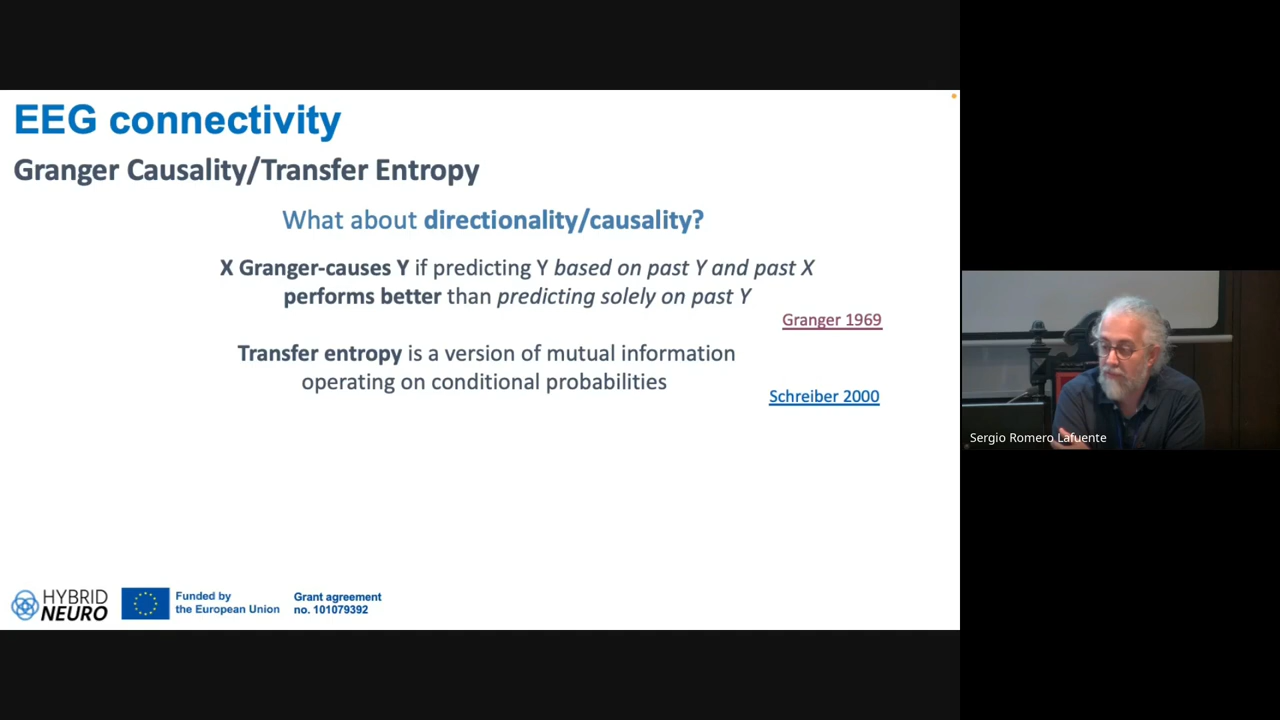 EEG connectivity
Granger Causality/Transfer Entropy
What about directionality/causality?
X Granger-causes Y if predicting Y based on past Y and past X
performs better than predicting solely on past Y
Granger 1969
Transfer entropy is a version of mutual information
operating on conditional probabilities
Schreiber 2000
Sergio Romero Lafuente
HYBRID
NEURO
Funded by
the European Union
Grant agreement
no. 101079392